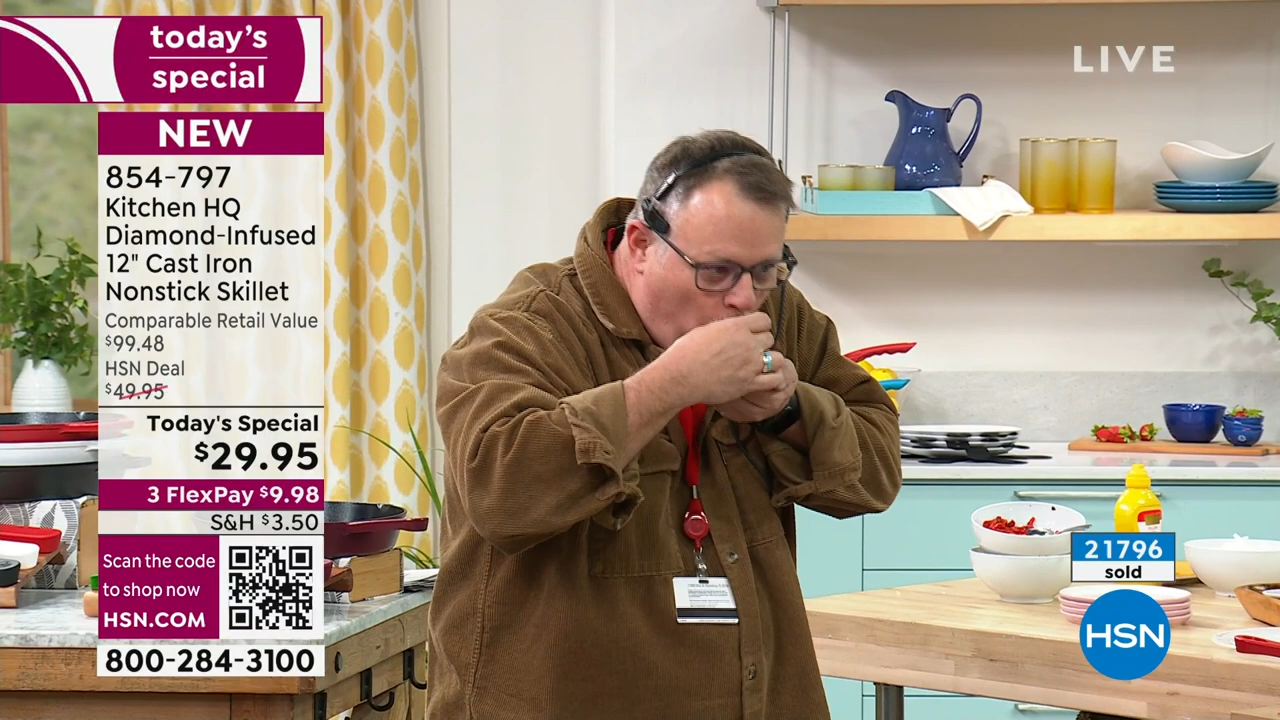 today's
special
NEW
854-797
Kitchen HQ
Diamond-Infused
12" Cast Iron
Nonstick Skillet
Comparable Retail Value
$99.48
HSN Deal
$49.95
Today's Special
$29.95
3 FlexPay $9.98
S&H $3.50
Scan the code
to shop now
HSN.COM
800-284-3100
LIVE
21796
sold
HSN